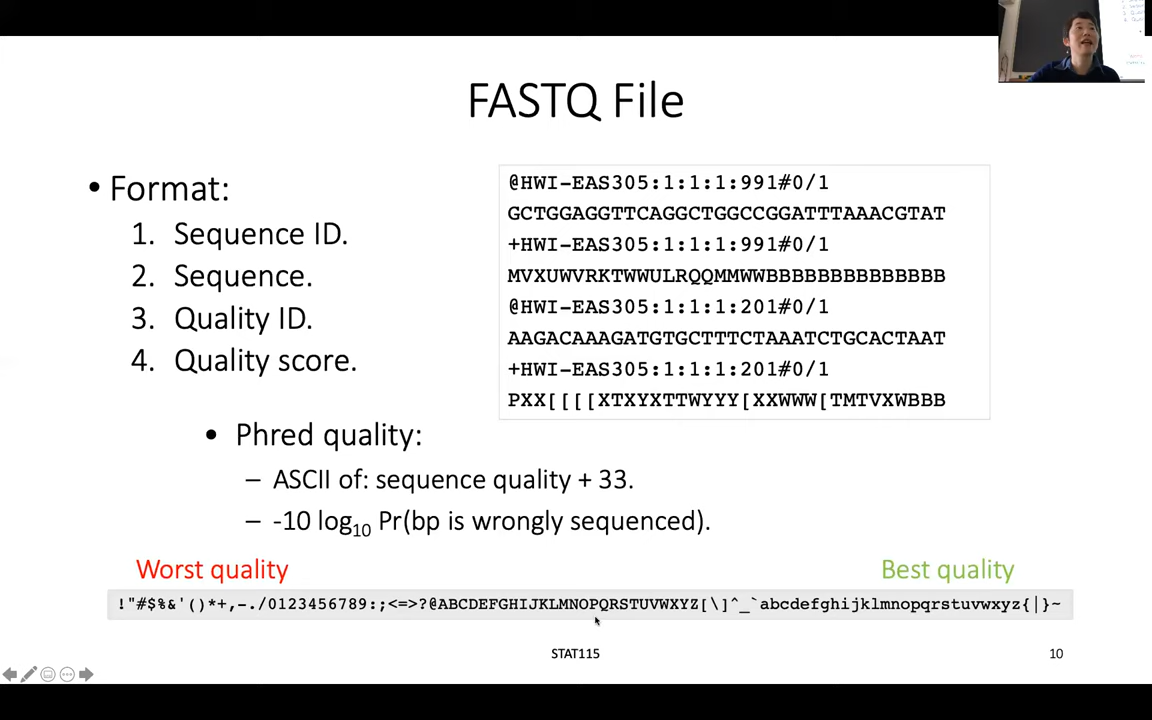 FASTQ File
• Format:
1. Sequence ID.
2. Sequence.
3. Quality ID.
4. Quality score.
@HWI-EAS305:1:1:1:991#0/1
GCTGGAGGTTCAGGCTGGCCGGATTTAAACGTAT
+HWI-EAS305:1:1:1:991#0/1
MVXUWVRKTWWULRQQMMWWBBBBBBBBBBBBBB
@HWI-EAS305:1:1:1:201#0/1
AAGACAAAGATGTGCTTTCTAAATCTGCACTAAT
+HWI-EAS305:1:1:1:201#0/1
PXX[[[[XTXYXTTWYYY[XXWWW[TMTVXWBBB
• Phred quality:
– ASCII of: sequence quality + 33.
– -10 log10 Pr(bp is wrongly sequenced).
Worst quality
Best quality
!"#$%&'()*+,-./0123456789:;<=>?@ABCDEFGHIJKLMNOPQRSTUVWXYZ[\]^_`abcdefghijklmnopqrstuvwxyz{|}~
STAT115
10